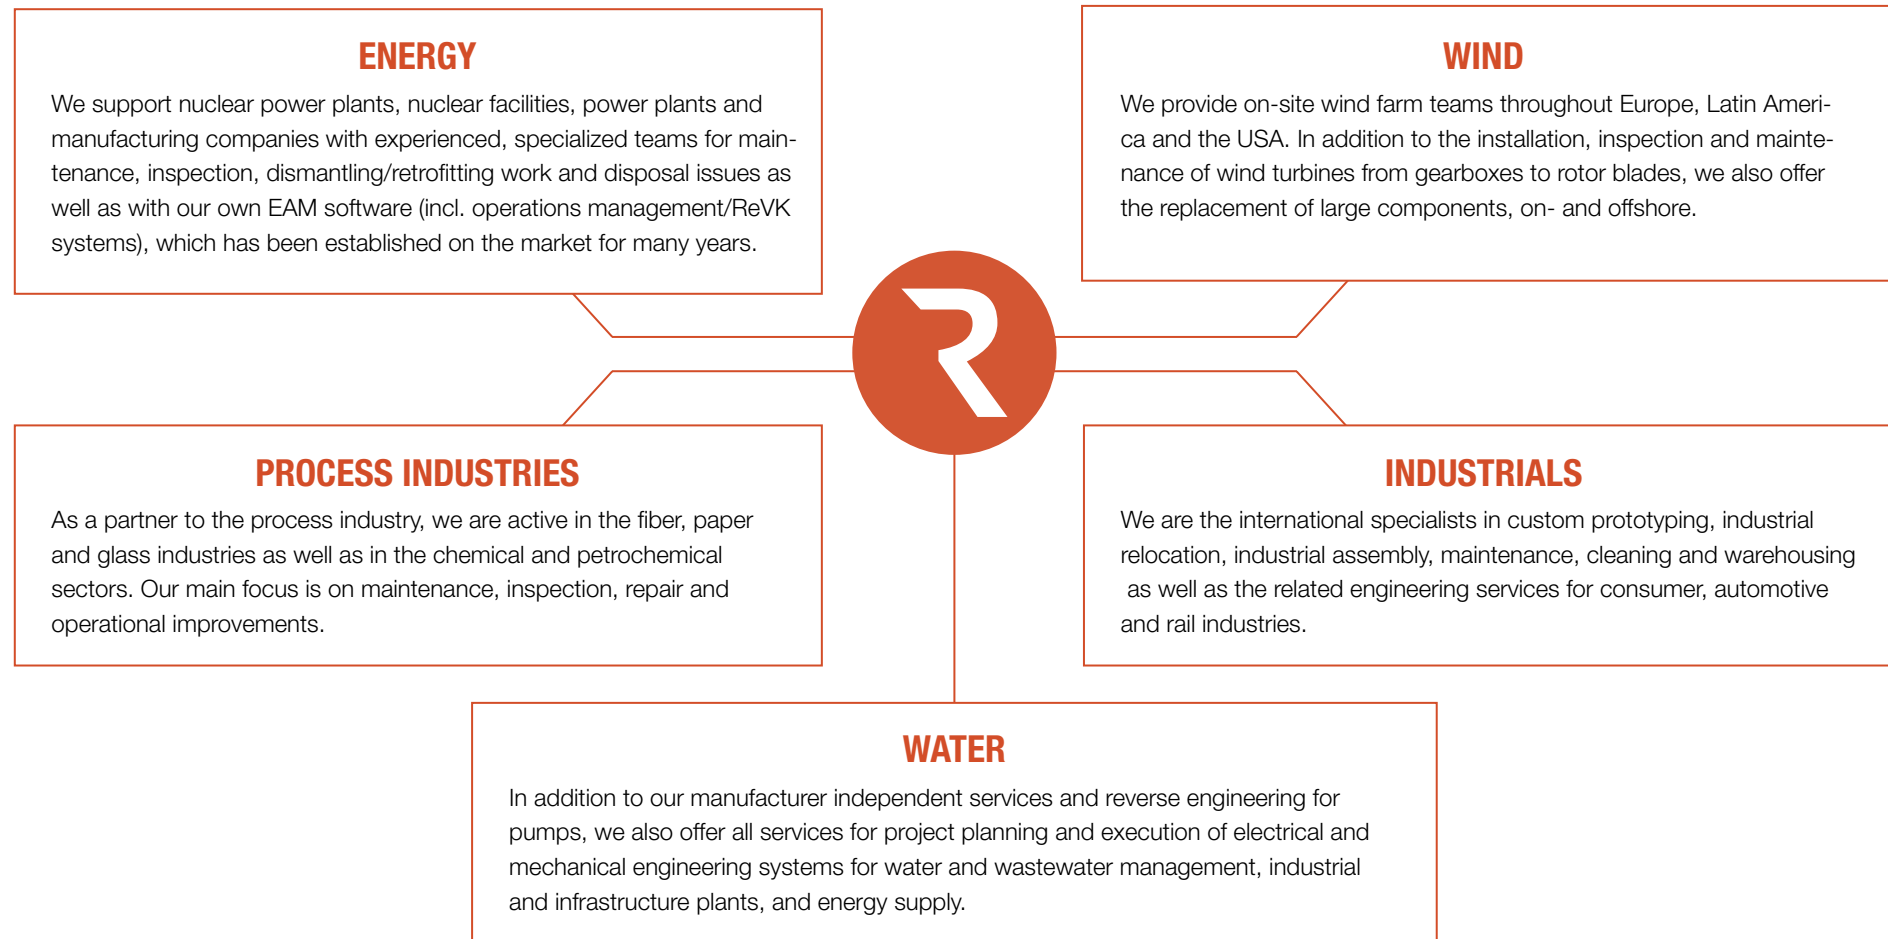 ENERGY
We support nuclear power plants, nuclear facilities, power plants and
manufacturing companies with experienced, specialized teams for main-
tenance, inspection, dismantling/retrofitting work and disposal issues as
well as with our own EAM software (incl. operations management/ReVK
systems), which has been established on the market for many years.
WIND
We provide on-site wind farm teams throughout Europe, Latin Ameri-
ca and the USA. In addition to the installation, inspection and mainte-
nance of wind turbines from gearboxes to rotor blades, we also offer
the replacement of large components, on- and offshore.
R
PROCESS INDUSTRIES
As a partner to the process industry, we are active in the fiber, paper
and glass industries as well as in the chemical and petrochemical
sectors. Our main focus is on maintenance, inspection, repair and
operational improvements.
INDUSTRIALS
We are the international specialists in custom prototyping, industrial
relocation, industrial assembly, maintenance, cleaning and warehousing
as well as the related engineering services for consumer, automotive
and rail industries.
WATER
In addition to our manufacturer independent services and reverse engineering for
pumps, we also offer all services for project planning and execution of electrical and
mechanical engineering systems for water and wastewater management, industrial
and infrastructure plants, and energy supply.